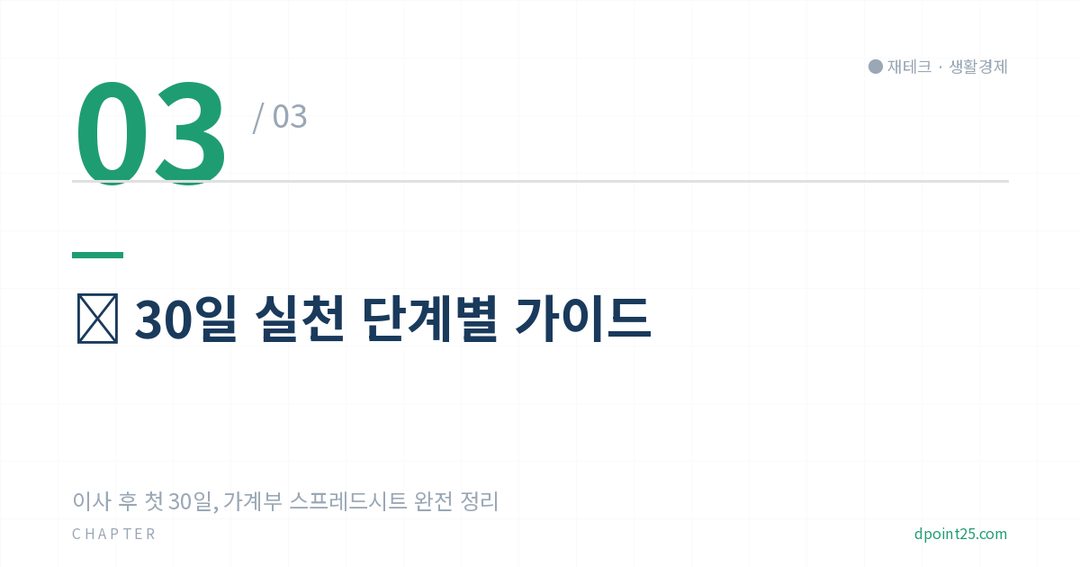 03 / 03
● 재테크 · 생활경제
30일 실천 단계별 가이드
이사 후 첫 30일, 가계부 스프레드시트 완전 정리
CHAPTER
dpoint25.com